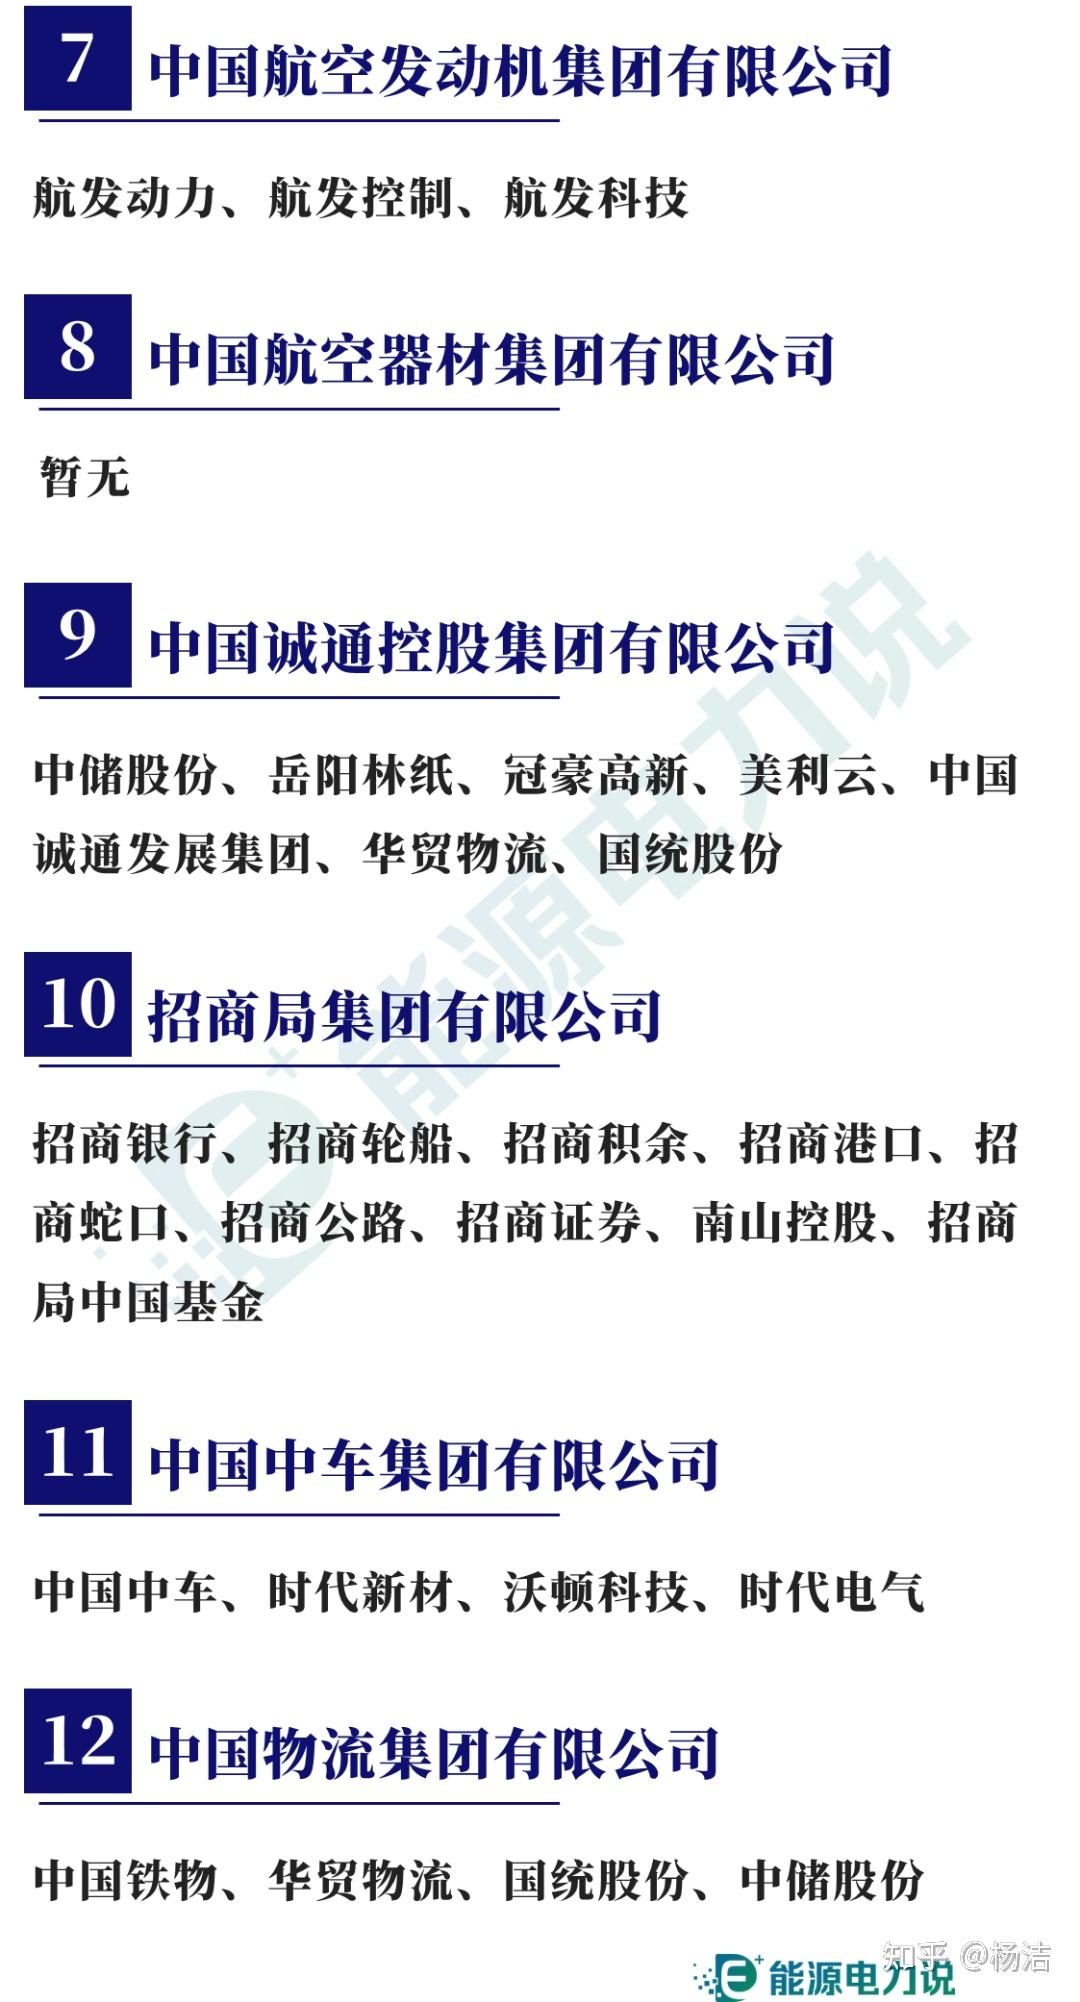 7 中国航空发动机集团有限公司
航发动力、航发控制、航发科技
8 中国航空器材集团有限公司
暂无
9 中国诚通控股集团有限公司
中储股份、岳阳林纸、冠豪高新、美利云、中国
诚通发展集团、华贸物流、国统股份
10 招商局集团有限公司
招商银行、招商轮船、招商积余、招商港口、招
商蛇口、招商公路、招商证券、南山控股、招商
局中国基金
11 中国中车集团有限公司
中国中车、时代新材、沃顿科技、时代电气
12 中国物流集团有限公司
中国铁物、华贸物流、国统股份、中储股份
能源电力说
知乎 @杨洁
能源电力说